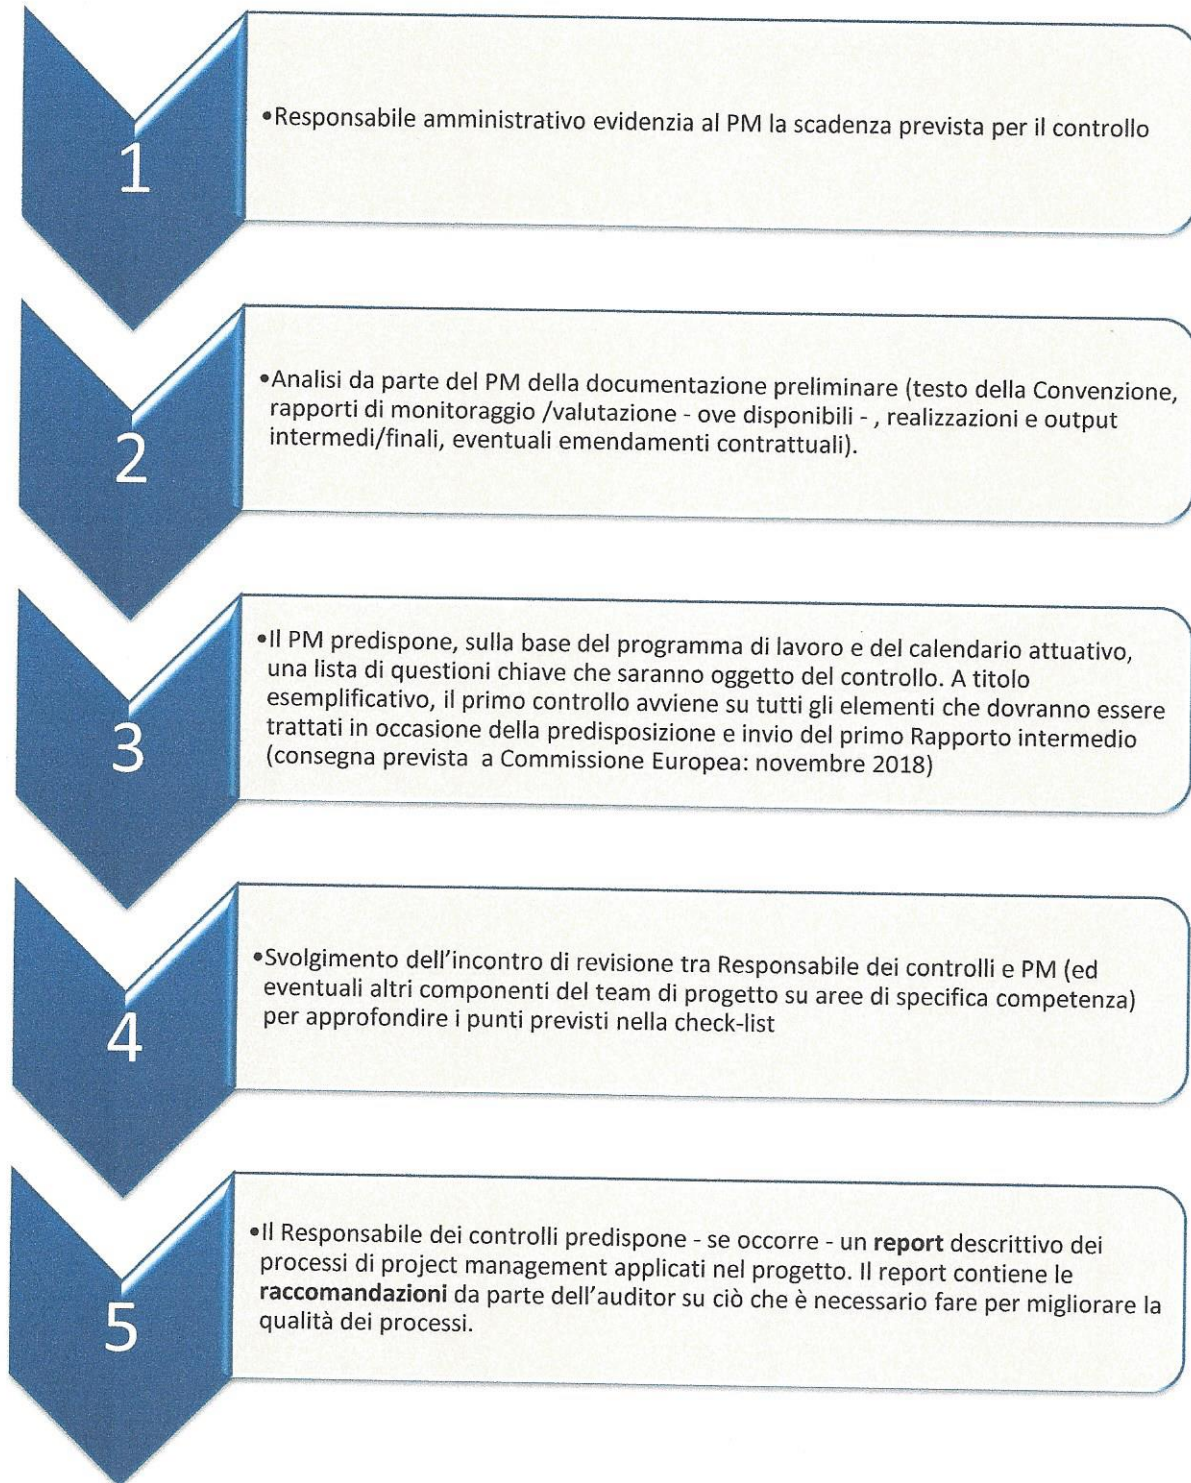 1
•Responsabile amministrativo evidenzia al PM la scadenza prevista per il controllo
2
•Analisi da parte del PM della documentazione preliminare (testo della Convenzione,
rapporti di monitoraggio /valutazione - ove disponibili - , realizzazioni e output
intermedi/finali, eventuali emendamenti contrattuali).
3
•Il PM predispone, sulla base del programma di lavoro e del calendario attuativo,
una lista di questioni chiave che saranno oggetto del controllo. A titolo
esemplificativo, il primo controllo avviene su tutti gli elementi che dovranno essere
trattati in occasione della predisposizione e invio del primo Rapporto intermedio
(consegna prevista a Commissione Europea: novembre 2018)
4
•Svolgimento dell'incontro di revisione tra Responsabile dei controlli e PM (ed
eventuali altri componenti del team di progetto su aree di specifica competenza)
per approfondire i punti previsti nella check-list
5
•Il Responsabile dei controlli predispone - se occorre - un report descrittivo dei
processi di project management applicati nel progetto. Il report contiene le
raccomandazioni da parte dell'auditor su ciò che è necessario fare per migliorare la
qualità dei processi.